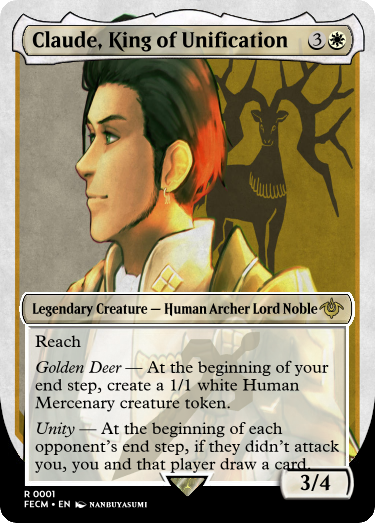 Claude, King of Unification 3
Legendary Creature — Human Archer Lord Noble
Reach
Golden Deer — At the beginning of your
end step, create a 1/1 white Human
Mercenary creature token.
Unity — At the beginning of each
opponent's end step, if they didn't attack
you, you and that player draw a card.
3/4
R 0001
FECM • EN NANBUYASUMI